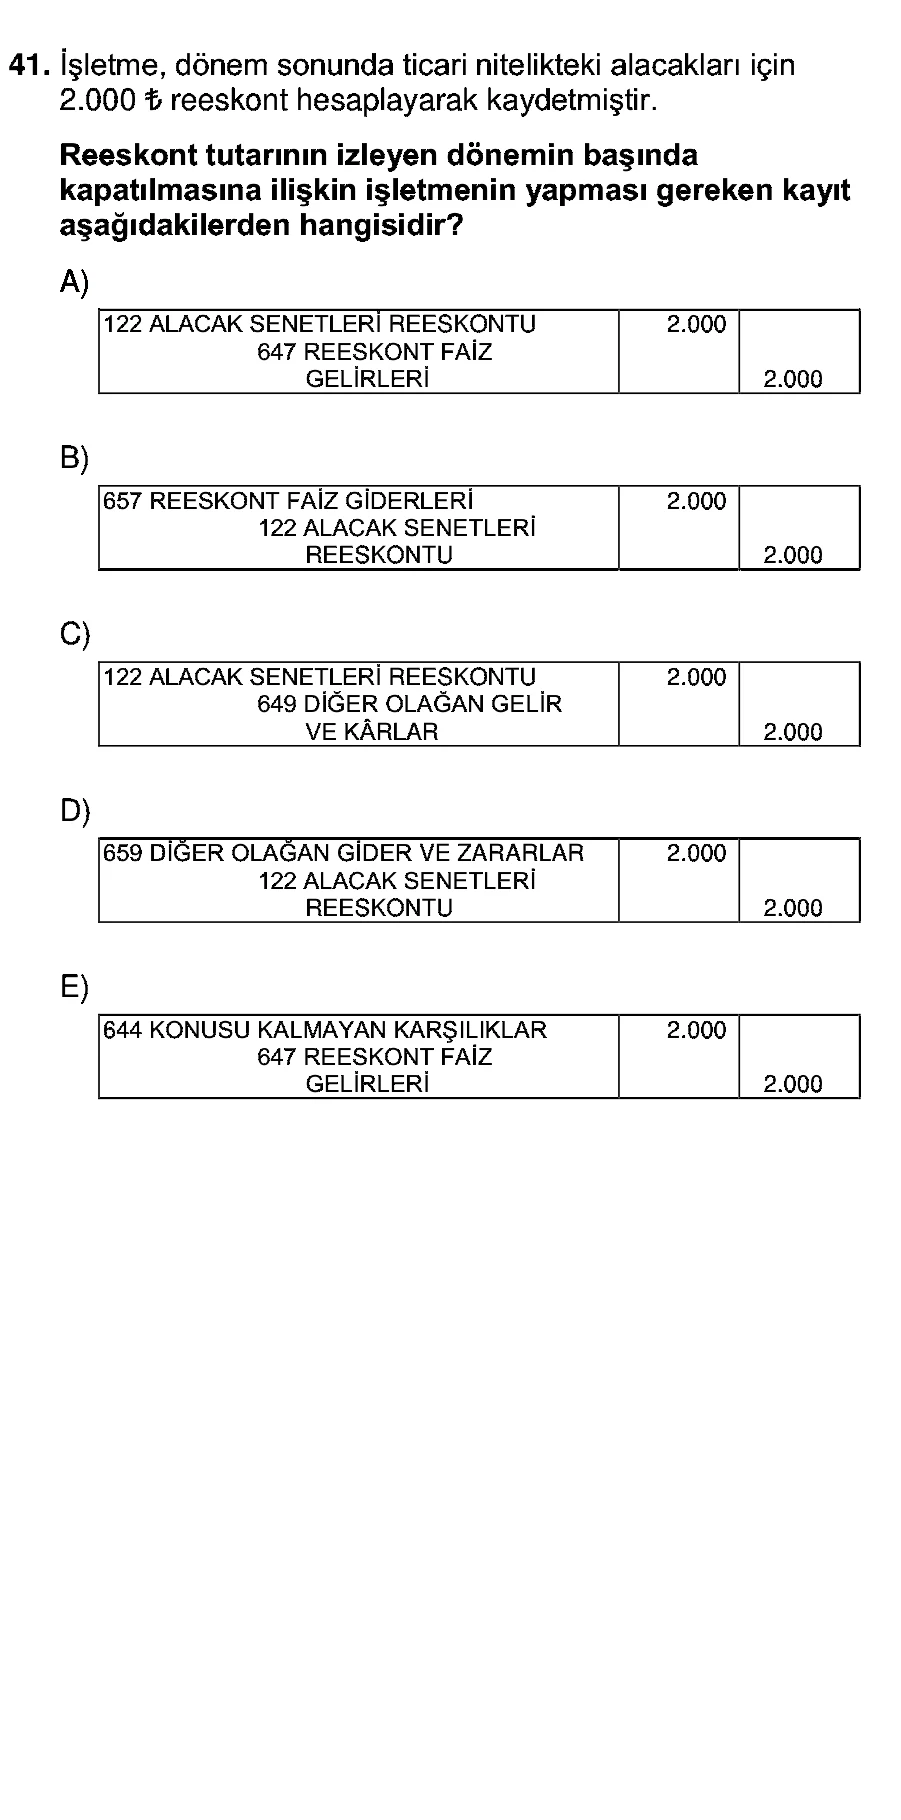 41. İşletme, dönem sonunda ticari nitelikteki alacakları için
2.000 ₺ reeskont hesaplayarak kaydetmiştir.
Reeskont tutarının izleyen dönemin başında
kapatılmasına ilişkin işletmenin yapması gereken kayıt
aşağıdakilerden hangisidir?
A)
122 ALACAK SENETLERİ REESKONTU 2.000
647 REESKONT FAİZ
GELİRLERİ 2.000
B)
657 REESKONT FAİZ GİDERLERİ 2.000
122 ALACAK SENETLERİ
REESKONTU 2.000
C)
122 ALACAK SENETLERİ REESKONTU 2.000
649 DİĞER OLAĞAN GELİR
VE KÂRLAR 2.000
D)
659 DİĞER OLAĞAN GİDER VE ZARARLAR 2.000
122 ALACAK SENETLERİ
REESKONTU 2.000
E)
644 KONUSU KALMAYAN KARŞILIKLAR 2.000
647 REESKONT FAİZ
GELİRLERİ 2.000